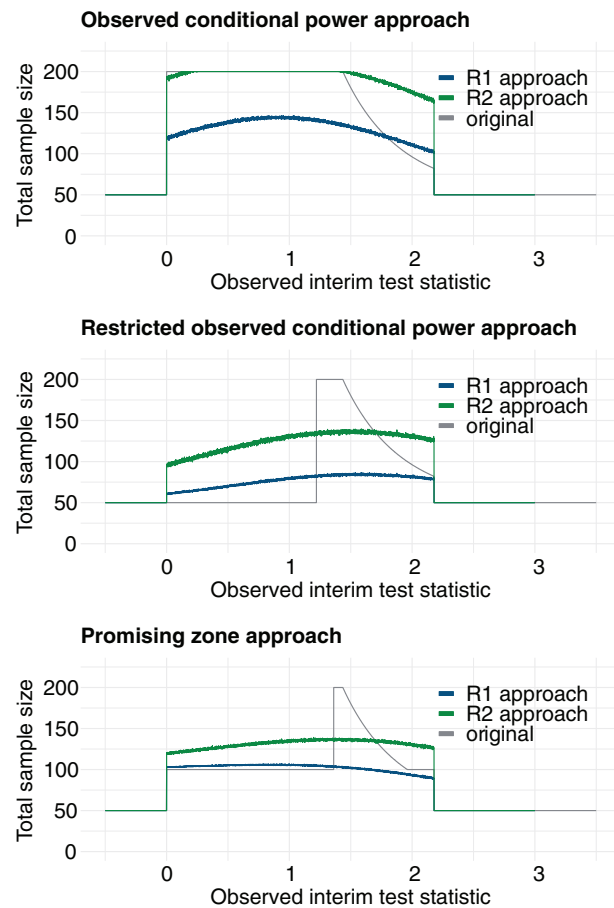 Observed conditional power approach
Total sample size
200
150
100
50
0
R1 approach
R2 approach
original
0 1 2 3
Observed interim test statistic
Restricted observed conditional power approach
Total sample size
200
150
100
50
0
R1 approach
R2 approach
original
0 1 2 3
Observed interim test statistic
Promising zone approach
Total sample size
200
150
100
50
0
R1 approach
R2 approach
original
0 1 2 3
Observed interim test statistic